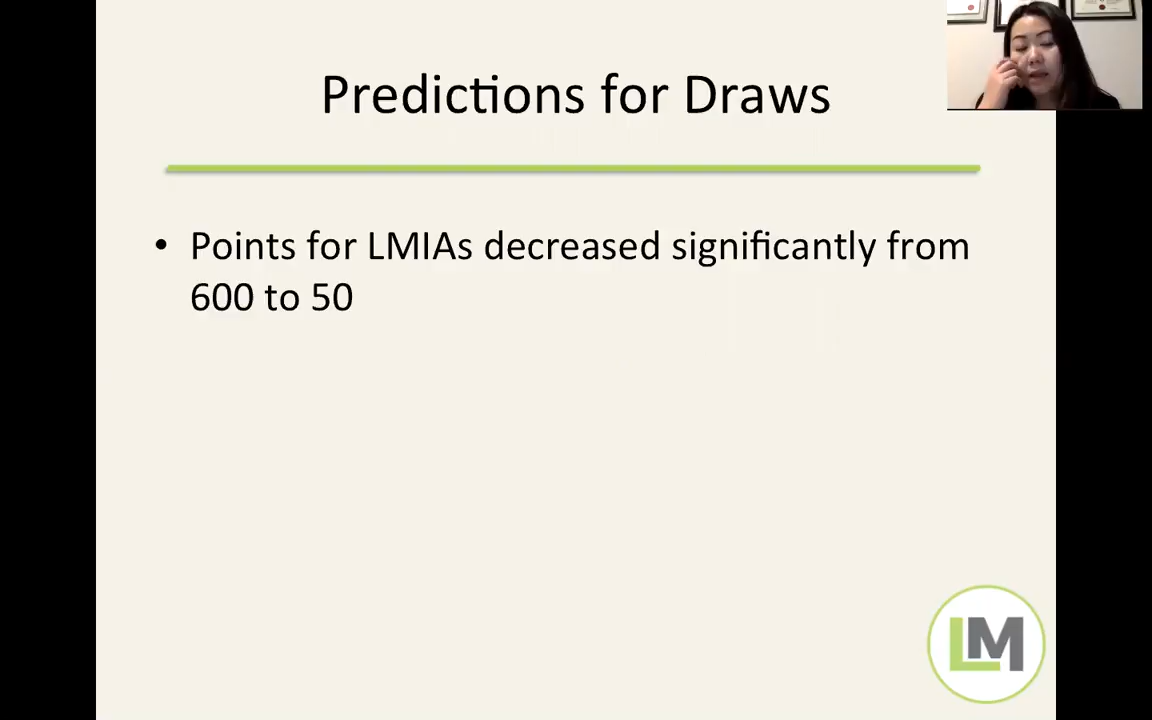 Predictions for Draws
• Points for LMIAs decreased significantly from
600 to 50
LM